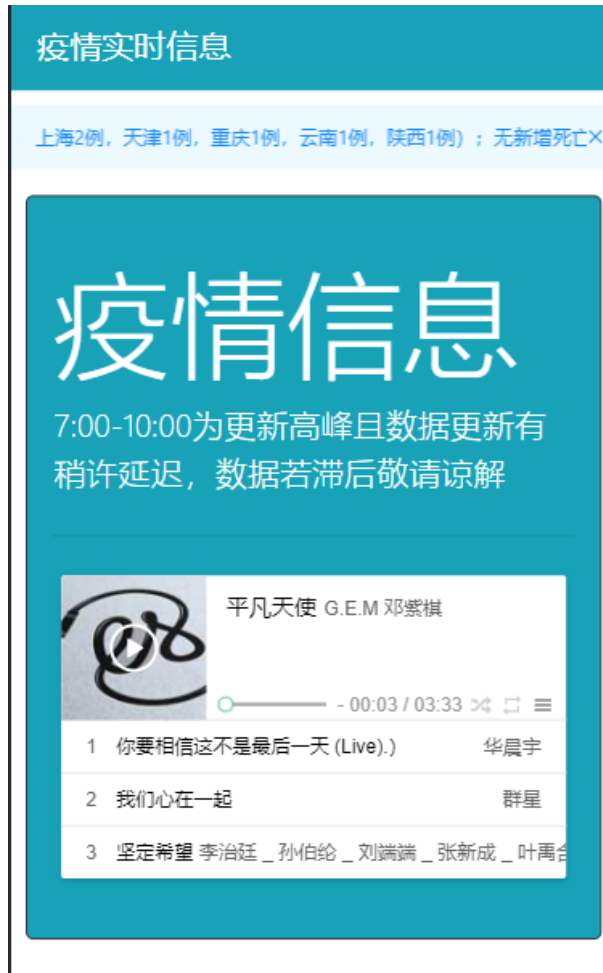 疫情实时信息
上海2例，天津1例，重庆1例，云南1例，陕西1例）；无新增死亡×
疫情信息
7:00-10:00为更新高峰且数据更新有
稍许延迟，数据若滞后敬请谅解
平凡天使 G.E.M 邓紫棋
- 00:03 / 03:33
1 你要相信这不是最后一天 (Live).) 华晨宇
2 我们心在一起 群星
3 坚定希望 李治廷 _ 孙伯纶 _ 刘端端 _ 张新成 _ 叶禹含